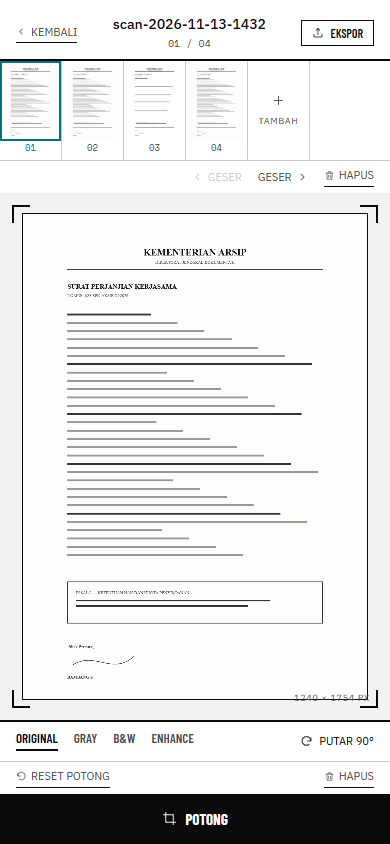 KEMBALI
scan-2026-11-13-1432
01 / 04
EKSPOR
01
02
03
04
TAMBAH
GESER
GESER
HAPUS
KEMENTERIAN ARSIP
SURAT PERJANJIAN KERJASAMA
1240 × 1754 PX
ORIGINAL
GRAY
B&W
ENHANCE
PUTAR 90°
RESET POTONG
HAPUS
POTONG